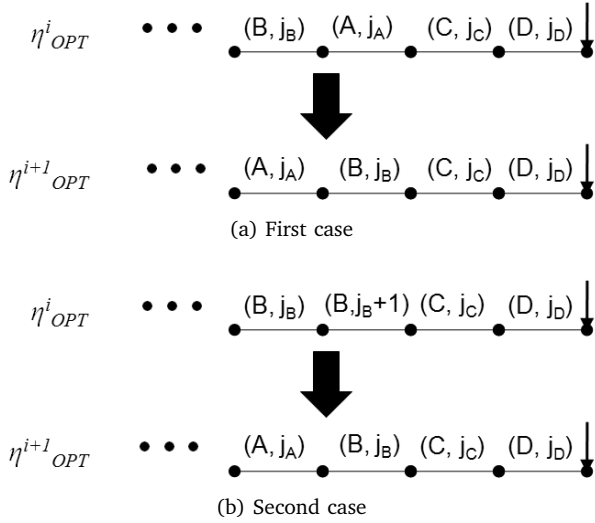 η^i_OPT • • • (B, j_B) (A, j_A) (C, j_C) (D, j_D)
η^{i+1}_OPT • • • (A, j_A) (B, j_B) (C, j_C) (D, j_D)
(a) First case
η^i_OPT • • • (B, j_B) (B,j_B+1) (C, j_C) (D, j_D)
η^{i+1}_OPT • • • (A, j_A) (B, j_B) (C, j_C) (D, j_D)
(b) Second case